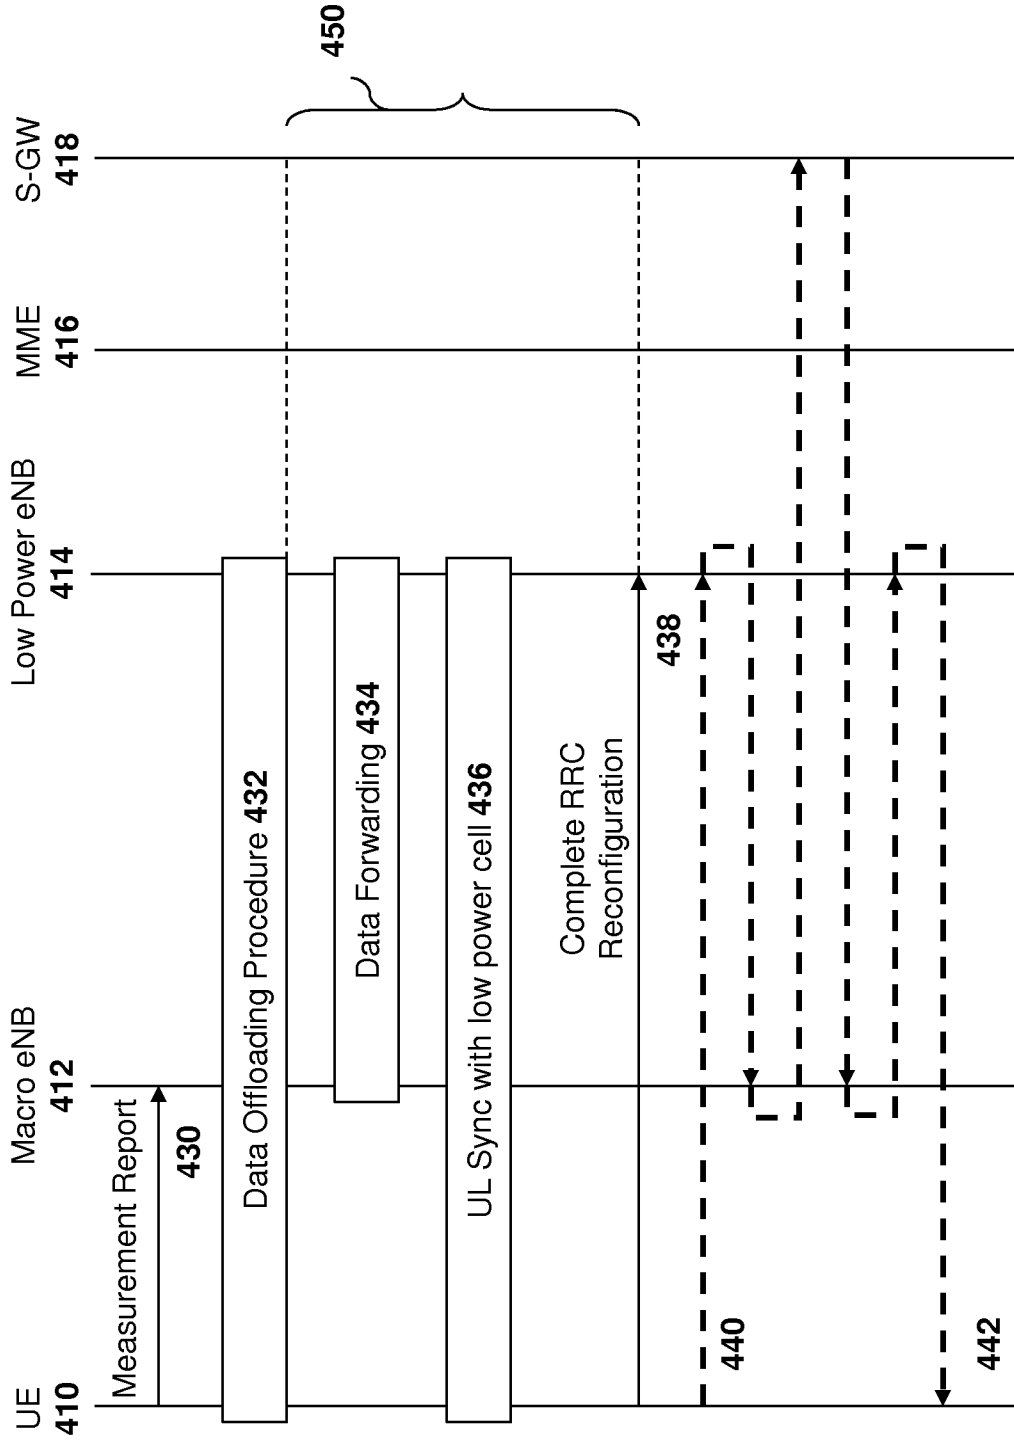 UE
410
Macro eNB
412
Low Power eNB
414
MME
416
S-GW
418
Measurement Report
430
Data Offloading Procedure 432
Data Forwarding 434
UL Sync with low power cell 436
Complete RRC
Reconfiguration
438
440
442
450